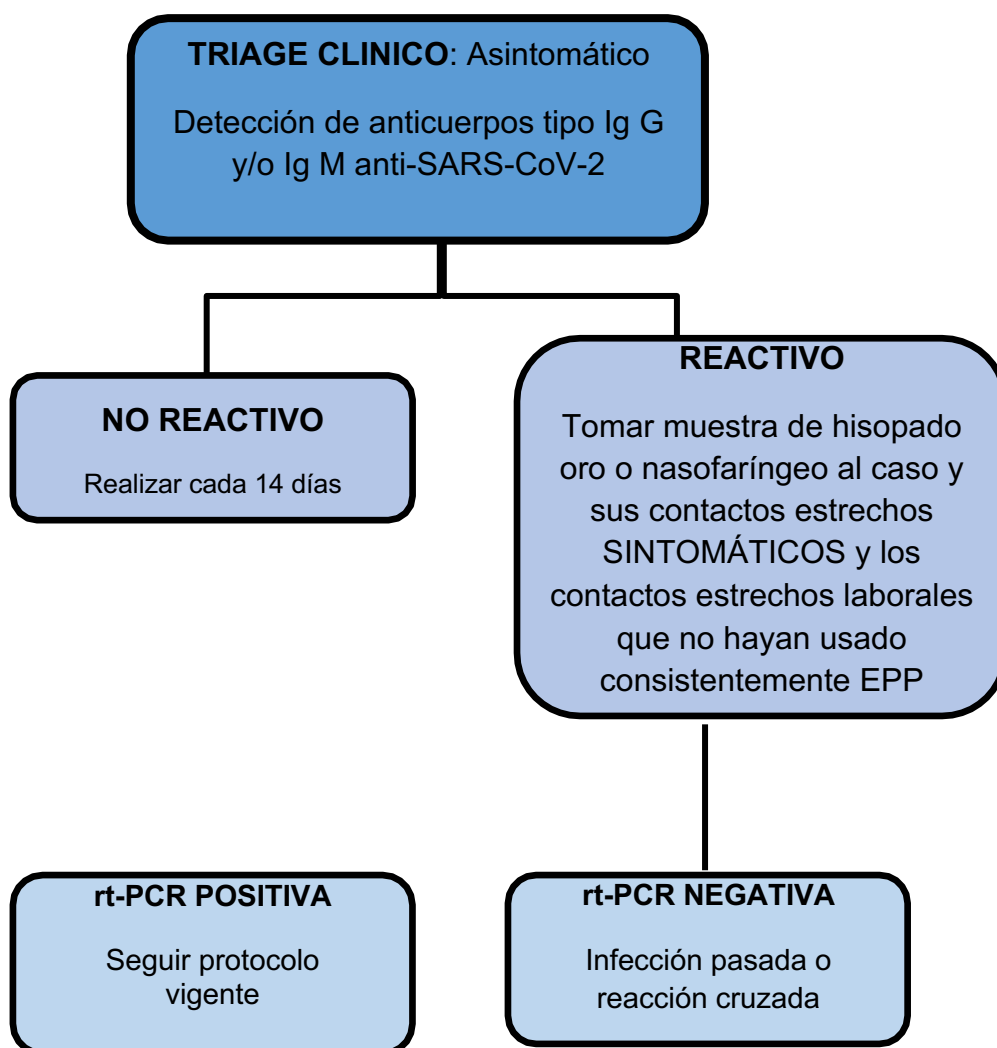 TRIAGE CLINICO: Asintomático
Detección de anticuerpos tipo Ig G
y/o Ig M anti-SARS-CoV-2
NO REACTIVO
Realizar cada 14 días
REACTIVO
Tomar muestra de hisopado
oro o nasofaríngeo al caso y
sus contactos estrechos
SINTOMÁTICOS y los
contactos estrechos laborales
que no hayan usado
consistentemente EPP
rt-PCR POSITIVA
Seguir protocolo
vigente
rt-PCR NEGATIVA
Infección pasada o
reacción cruzada